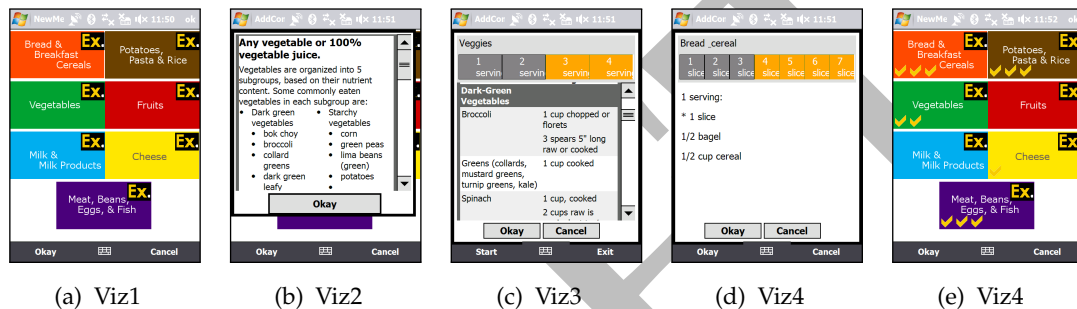 NewMe 11:50 ok
Bread &
Breakfast
Cereals
Ex.
Potatoes,
Pasta & Rice
Ex.
Vegetables
Ex.
Fruits
Ex.
Milk &
Milk Products
Ex.
Cheese
Ex.
Meat, Beans,
Eggs, & Fish
Ex.
Okay Cancel
(a) Viz1
AddCor 11:51
Any vegetable or 100%
vegetable juice.
Vegetables are organized into 5
subgroups, based on their nutrient
content. Some commonly eaten
vegetables in each subgroup are:
• Dark green
vegetables
• bok choy
• broccoli
• collard
greens
• dark green
leafy
• Starchy
vegetables
• corn
• green peas
• lima beans
(green)
• potatoes
•
Okay
Okay Cancel
(b) Viz2
AddCor 11:51
Veggies
1 2 3 4
servin servin servin servin
Dark-Green
Vegetables
Broccoli 1 cup chopped or
florets
3 spears 5" long
raw or cooked
Greens (collards, 1 cup cooked
mustard greens,
turnip greens, kale)
Spinach 1 cup, cooked
2 cups raw is
Okay Cancel
Start Exit
(c) Viz3
AddCor 11:51
Bread _cereal
1 2 3 4 5 6 7
slice slice slice slice slice slice slice
1 serving:
* 1 slice
1/2 bagel
1/2 cup cereal
Okay Cancel
Okay Cancel
(d) Viz4
NewMe 11:52 ok
Bread &
Breakfast
Cereals
Ex.
Potatoes,
Pasta & Rice
Ex.
Vegetables
Ex.
Fruits
Ex.
Milk &
Milk Products
Ex.
Cheese
Ex.
Meat, Beans,
Eggs, & Fish
Ex.
Okay Cancel
(e) Viz4